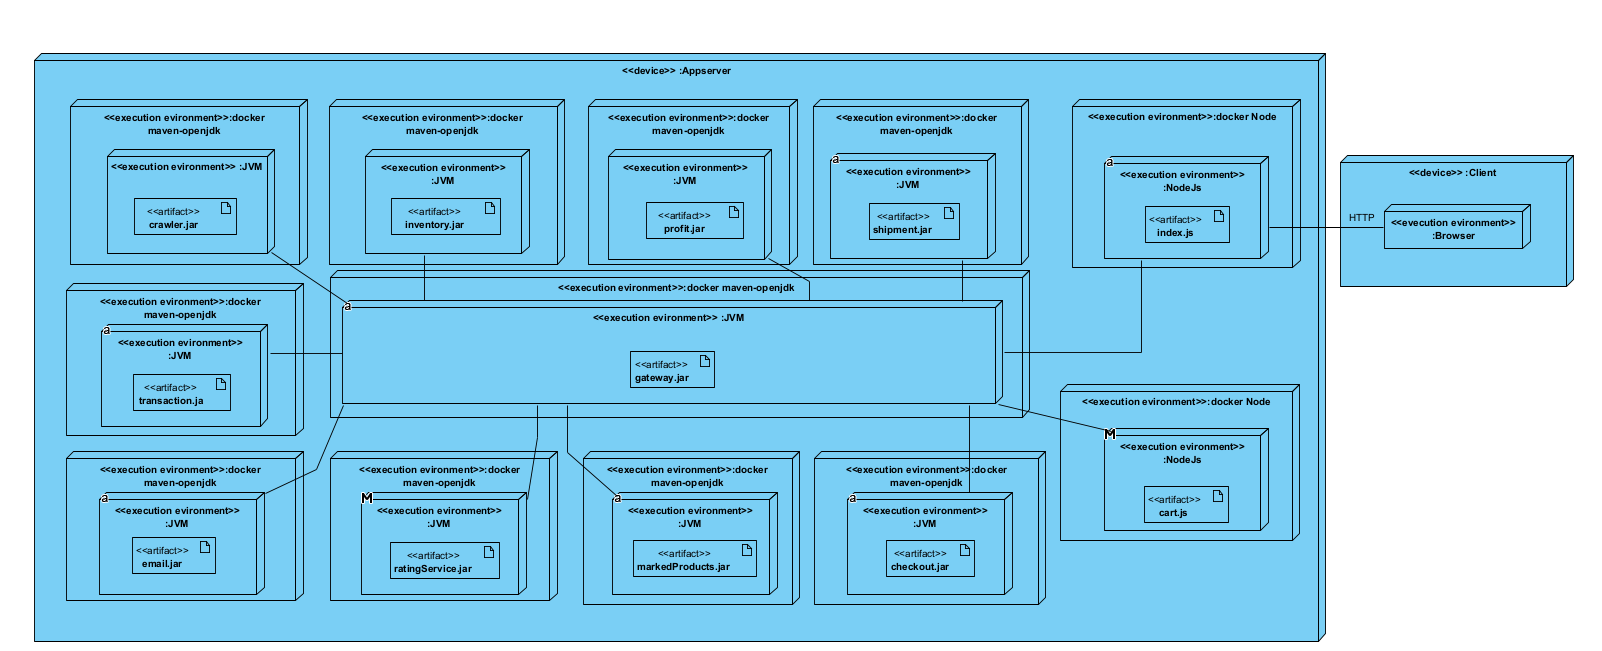 <<device>> :Appserver
<<execution evironment>>:docker
maven-openjdk
<<execution evironment>> :JVM
<<artifact>>
crawler.jar
<<execution evironment>>:docker
maven-openjdk
<<execution evironment>>
:JVM
<<artifact>>
inventory.jar
<<execution evironment>>:docker
maven-openjdk
<<execution evironment>>
:JVM
<<artifact>>
profit.jar
<<execution evironment>>:docker
maven-openjdk
a
<<execution evironment>>
:JVM
<<artifact>>
shipment.jar
<<execution evironment>>:docker Node
a
<<execution evironment>>
:NodeJs
<<artifact>>
index.js
HTTP
<<device>> :Client
<<execution evironment>>
:Browser
<<execution evironment>>:docker
maven-openjdk
a
<<execution evironment>>
:JVM
<<artifact>>
transaction.ja
<<execution evironment>>:docker maven-openjdk
a
<<execution evironment>> :JVM
<<artifact>>
gateway.jar
<<execution evironment>>:docker Node
M
<<execution evironment>>
:NodeJs
<<artifact>>
cart.js
<<execution evironment>>:docker
maven-openjdk
a
<<execution evironment>>
:JVM
<<artifact>>
email.jar
<<execution evironment>>:docker
maven-openjdk
M
<<execution evironment>>
:JVM
<<artifact>>
ratingService.jar
<<execution evironment>>:docker
maven-openjdk
a
<<execution evironment>>
:JVM
<<artifact>>
markedProducts.jar
<<execution evironment>>:docker
maven-openjdk
a
<<execution evironment>>
:JVM
<<artifact>>
checkout.jar